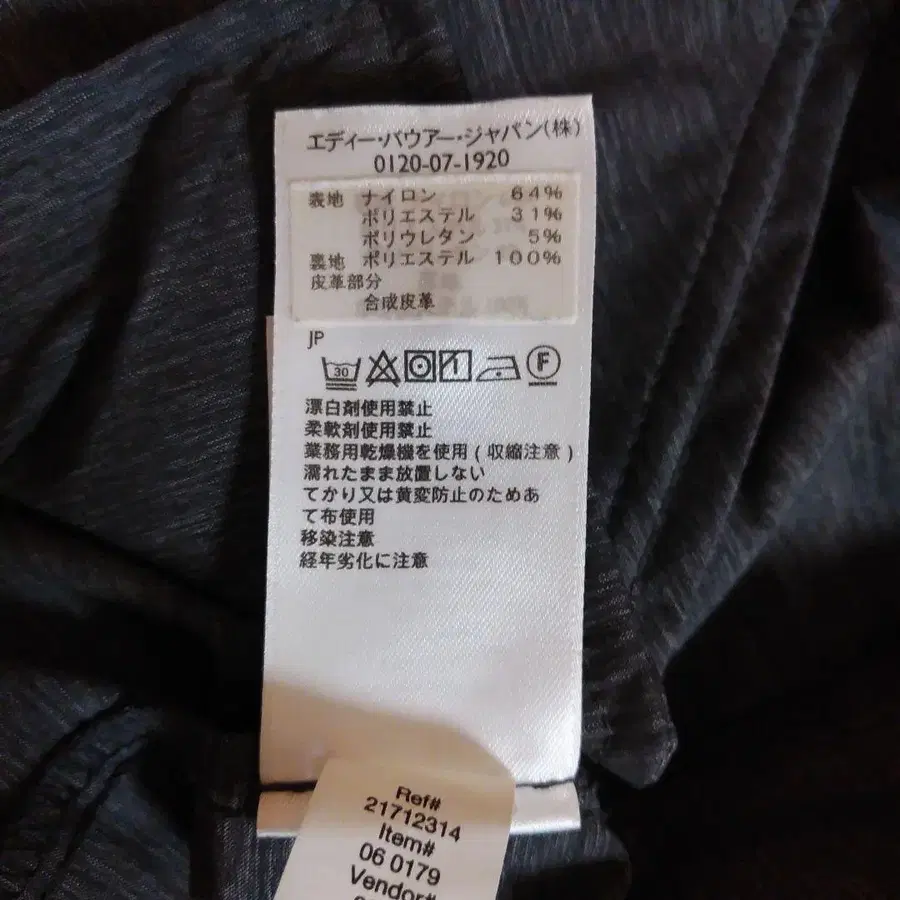 エディー・バウアー・ジャパン(株)
0120-07-1920
表地 ナイロン 64%
ポリエステル 31%
ポリウレタン 5%
裏地 ポリエステル 100%
皮革部分
合成皮革
JP
30 F
漂白剤使用禁止
柔軟剤使用禁止
業務用乾燥機を使用(収縮注意)
濡れたまま放置しない
てかり又は黄変防止のためあ
て布使用
移染注意
経年劣化に注意
Ref#
21712314
Item#
06 0179
Vendor#